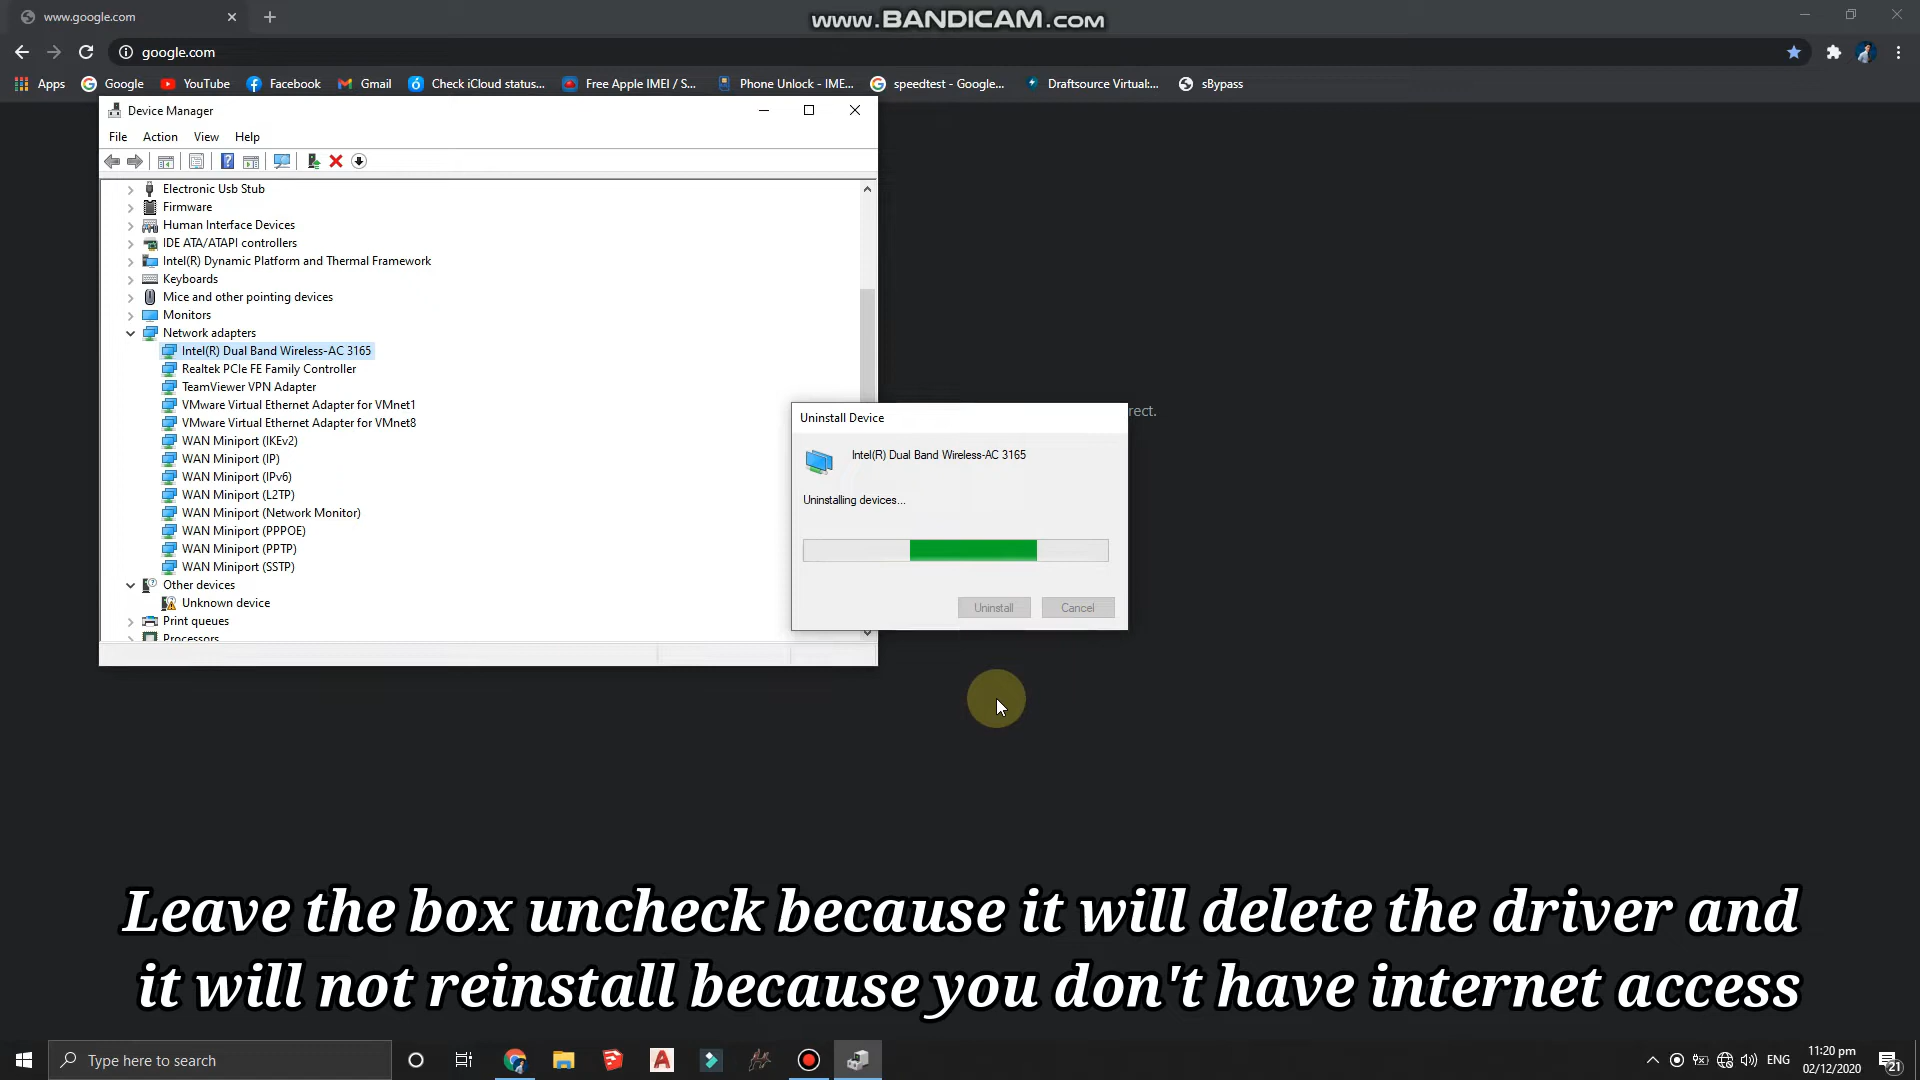 www.google.com
www.BANDICAM.com
google.com
Apps
Google
YouTube
Facebook
Gmail
Check iCloud status...
Free Apple IMEI / S...
Phone Unlock - IME...
speedtest - Google...
Draftsource Virtual:...
sBypass
Device Manager
File
Action
View
Help
Electronic Usb Stub
Firmware
Human Interface Devices
IDE ATA/ATAPI controllers
Intel(R) Dynamic Platform and Thermal Framework
Keyboards
Mice and other pointing devices
Monitors
Network adapters
Intel(R) Dual Band Wireless-AC 3165
Realtek PCIe FE Family Controller
TeamViewer VPN Adapter
VMware Virtual Ethernet Adapter for VMnet1
VMware Virtual Ethernet Adapter for VMnet8
WAN Miniport (IKEv2)
WAN Miniport (IP)
WAN Miniport (IPv6)
WAN Miniport (L2TP)
WAN Miniport (Network Monitor)
WAN Miniport (PPPOE)
WAN Miniport (PPTP)
WAN Miniport (SSTP)
Other devices
Unknown device
Print queues
Processors
rect.
Uninstall Device
Intel(R) Dual Band Wireless-AC 3165
Uninstalling devices...
Uninstall
Cancel
Leave the box uncheck because it will delete the driver and
it will not reinstall because you don't have internet access
Type here to search
ENG
11:20 pm
02/12/2020
21